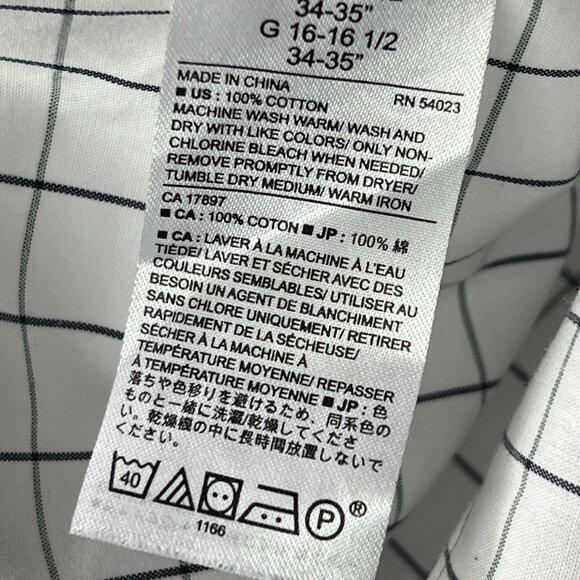 34-35"
G 16-16 1/2
34-35"
MADE IN CHINA RN 54023
■ US : 100% COTTON
MACHINE WASH WARM/ WASH AND
DRY WITH LIKE COLORS/ ONLY NON-
CHLORINE BLEACH WHEN NEEDED/
REMOVE PROMPTLY FROM DRYER/
TUMBLE DRY MEDIUM/ WARM IRON
CA 17897
■ CA : 100% COTON ■ JP : 100% 綿
■ CA : LAVER À LA MACHINE À L'EAU
TIÈDE/ LAVER ET SÉCHER AVEC DES
COULEURS SEMBLABLES/ UTILISER AU
BESOIN UN AGENT DE BLANCHIMENT
SANS CHLORE UNIQUEMENT/ RETIRER
RAPIDEMENT DE LA SÉCHEUSE/
SÉCHER À LA MACHINE À
TEMPÉRATURE MOYENNE/ REPASSER
À TEMPÉRATURE MOYENNE ■ JP : 色
落ちや色移りを避けるため、同系色の
ものと一緒に洗濯/乾燥してくださ
い。乾燥機の中に長時間放置しないで
ください。
40 P ®
1166